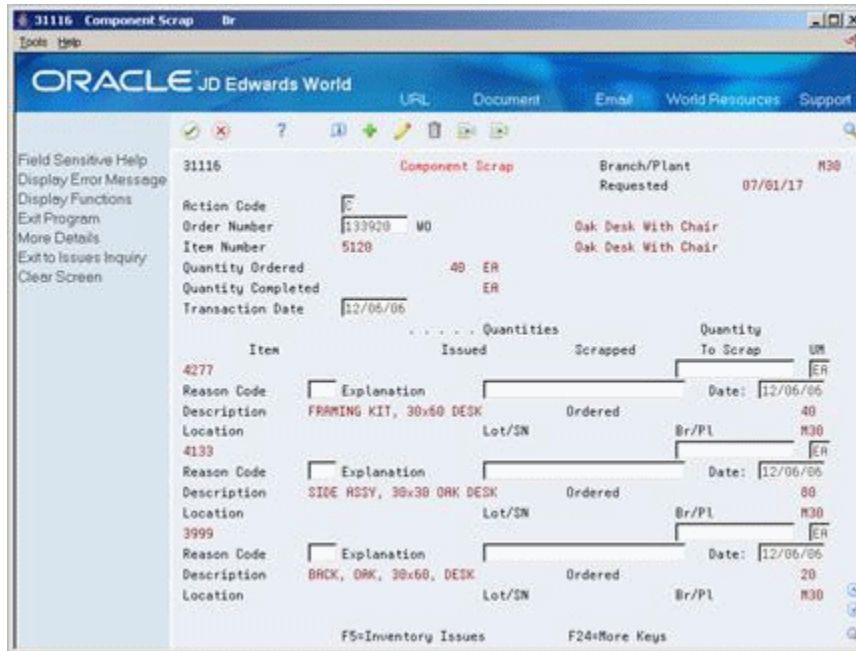 31116 Component Scrap Br
Tools Help
ORACLE JD Edwards World
URL Document Email World Resources Support
Field Sensitive Help
Display Error Message
Display Functions
Exit Program
More Details
Exit to Issues Inquiry
Clear Screen
31116 Component Scrap Branch/Plant M30
Requested 07/01/17
Action Code C
Order Number 133920 WO Oak Desk With Chair
Item Number 5120 Oak Desk With Chair
Quantity Ordered 40 EA
Quantity Completed EA
Transaction Date 12/06/06
. . . . . Quantities Quantity
Item Issued Scrapped To Scrap UM
4277 EA
Reason Code Explanation Date: 12/06/06
Description FRAMING KIT, 30x60 DESK Ordered 40
Location Lot/SN Br/Pl M30
4133 EA
Reason Code Explanation Date: 12/06/06
Description SIDE ASSY, 30x30 OAK DESK Ordered 80
Location Lot/SN Br/Pl M30
3999 EA
Reason Code Explanation Date: 12/06/06
Description BACK, OAK, 30x60, DESK Ordered 20
Location Lot/SN Br/Pl M30
F5=Inventory Issues F24=More Keys